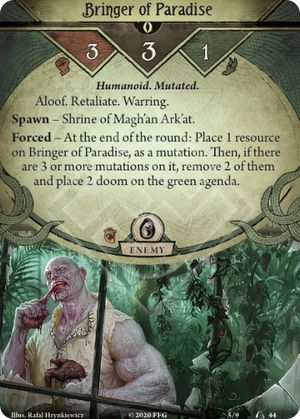 Bringer of Paradise
3
3
1
Humanoid. Mutated.
Aloof. Retaliate. Warring.
Spawn – Shrine of Magh'an Ark'at.
Forced – At the end of the round: Place 1 resource
on Bringer of Paradise, as a mutation. Then, if there
are 3 or more mutations on it, remove 2 of them
and place 2 doom on the green agenda.
ENEMY
Illus. Rafał Hrynkiewicz © 2020 FFG 5/9 44